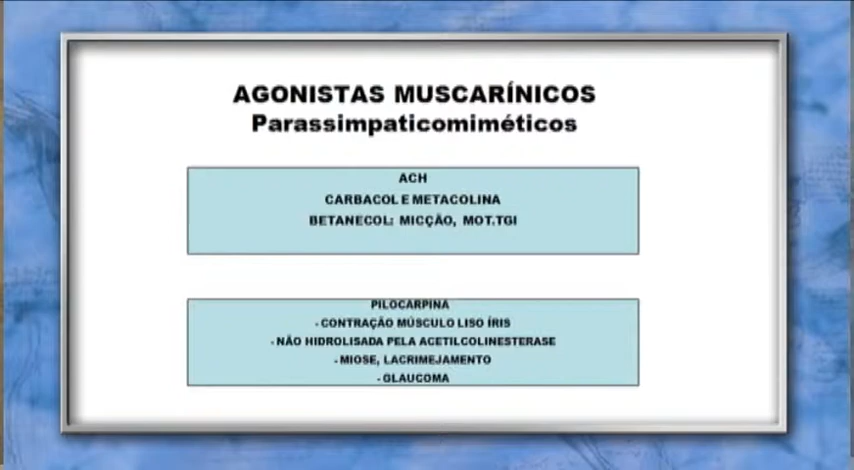 AGONISTAS MUSCARÍNICOS
Parassimpaticomiméticos
ACH
CARBACOL E METACOLINA
BETANECOL: MICÇÃO, MOT.TGI
PILOCARPINA
- CONTRAÇÃO MÚSCULO LISO ÍRIS
- NÃO HIDROLISADA PELA ACETILCOLINESTERASE
- MIOSE, LACRIMEJAMENTO
- GLAUCOMA